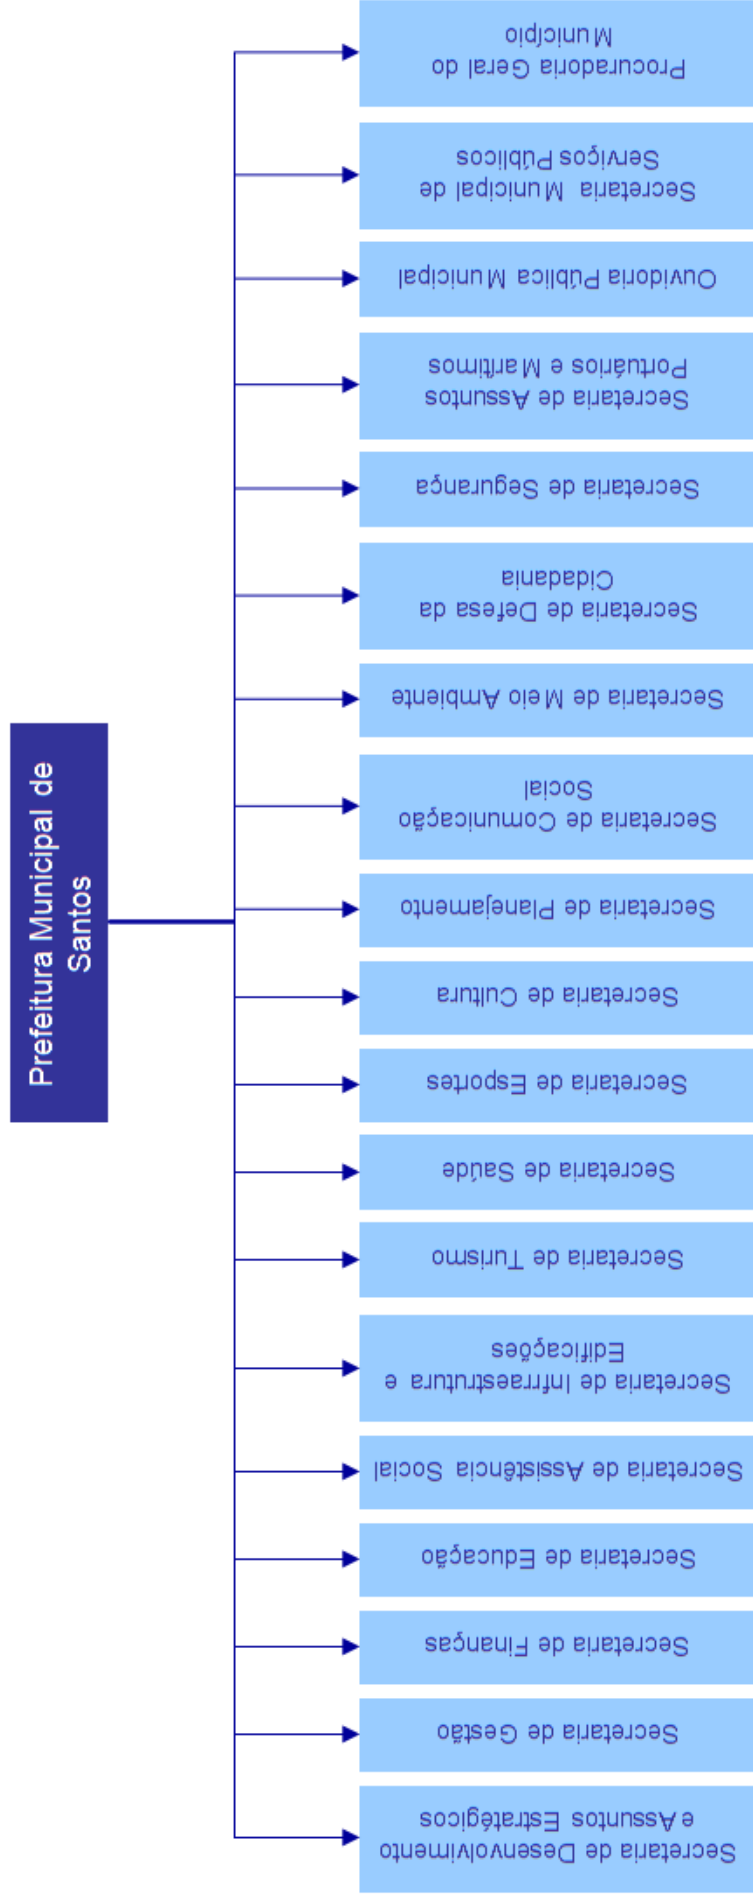 Prefeitura Municipal de
Santos
Secretaria de Desenvolvimento
e Assuntos Estratégicos
Secretaria de Gestão
Secretaria de Finanças
Secretaria de Educação
Secretaria de Assistência Social
Secretaria de Infrraestrutura e
Edificações
Secretaria de Turismo
Secretaria de Saúde
Secretaria de Esportes
Secretaria de Cultura
Secretaria de Planejamento
Secretaria de Comunicação
Social
Secretaria de Meio Ambiente
Secretaria de Defesa da
Cidadania
Secretaria de Segurança
Secretaria de Assuntos
Portuários e Marítimos
Ouvidoria Pública Municipal
Secretaria Municipal de
Serviços Públicos
Procuradoria Geral do
Município